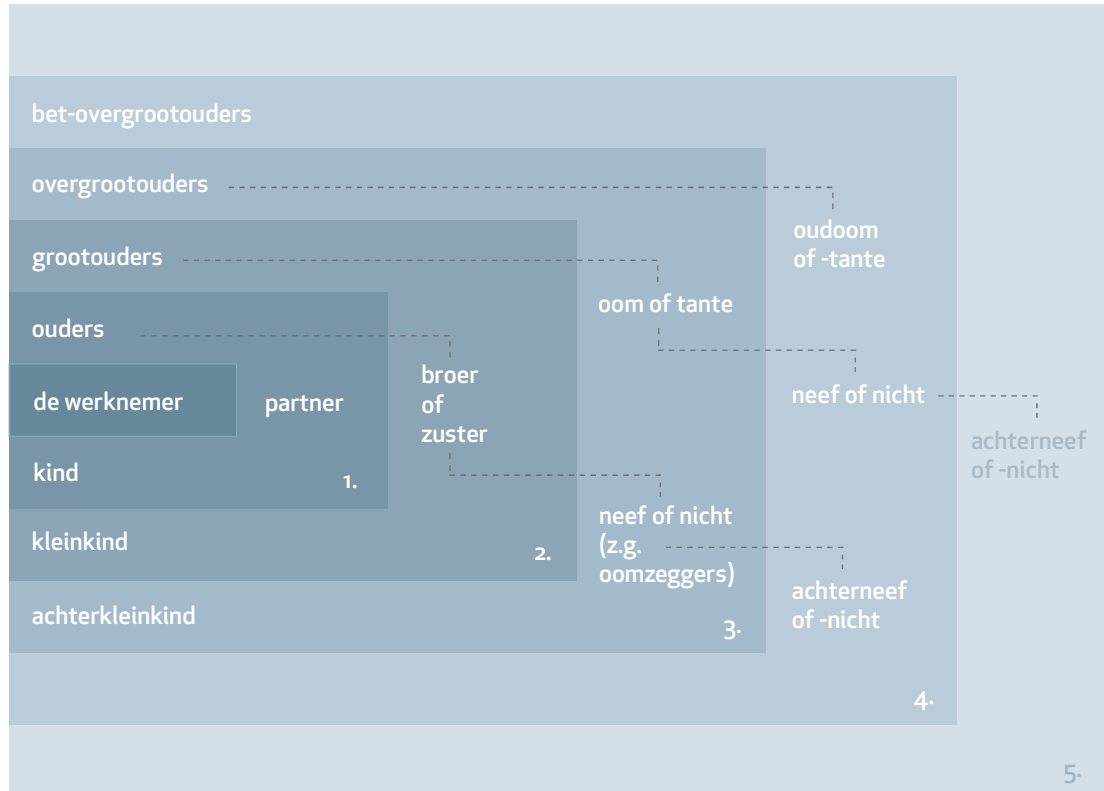 bet-overgrootouders
overgrootouders
oudoom
of -tante
grootouders
oom of tante
ouders
broer
of
zuster
neef of nicht
de werknemer
partner
achterneef
of -nicht
kind
1.
neef of nicht
(z.g.
oomzeggers)
kleinkind
2.
achterneef
of -nicht
achterkleinkind
3.
4.
5.